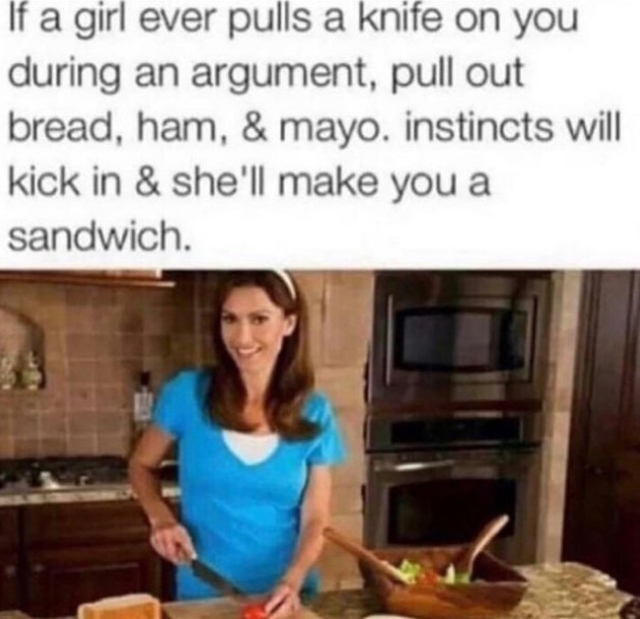 If a girl ever pulls a knife on you
during an argument, pull out
bread, ham, & mayo. instincts will
kick in & she'll make you a
sandwich.